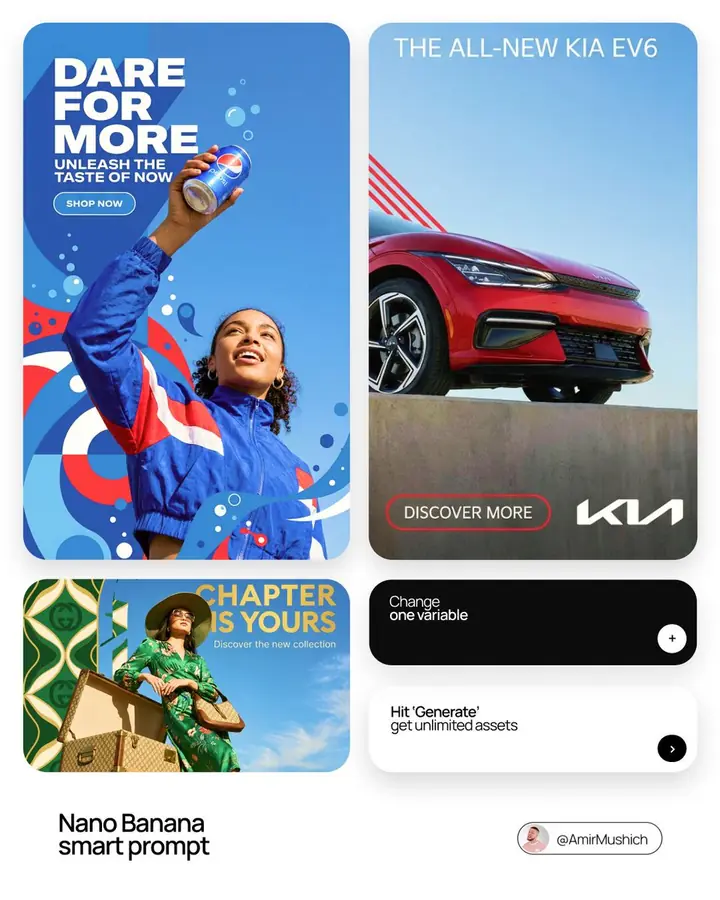 DARE
FOR
MORE
UNLEASH THE
TASTE OF NOW
SHOP NOW
PEPSI
THE ALL-NEW KIA EV6
DISCOVER MORE
KIA
CHAPTER
IS YOURS
Discover the new collection
Change
one variable
+
Hit ‘Generate’
get unlimited assets
Nano Banana
smart prompt
@AmirMushich